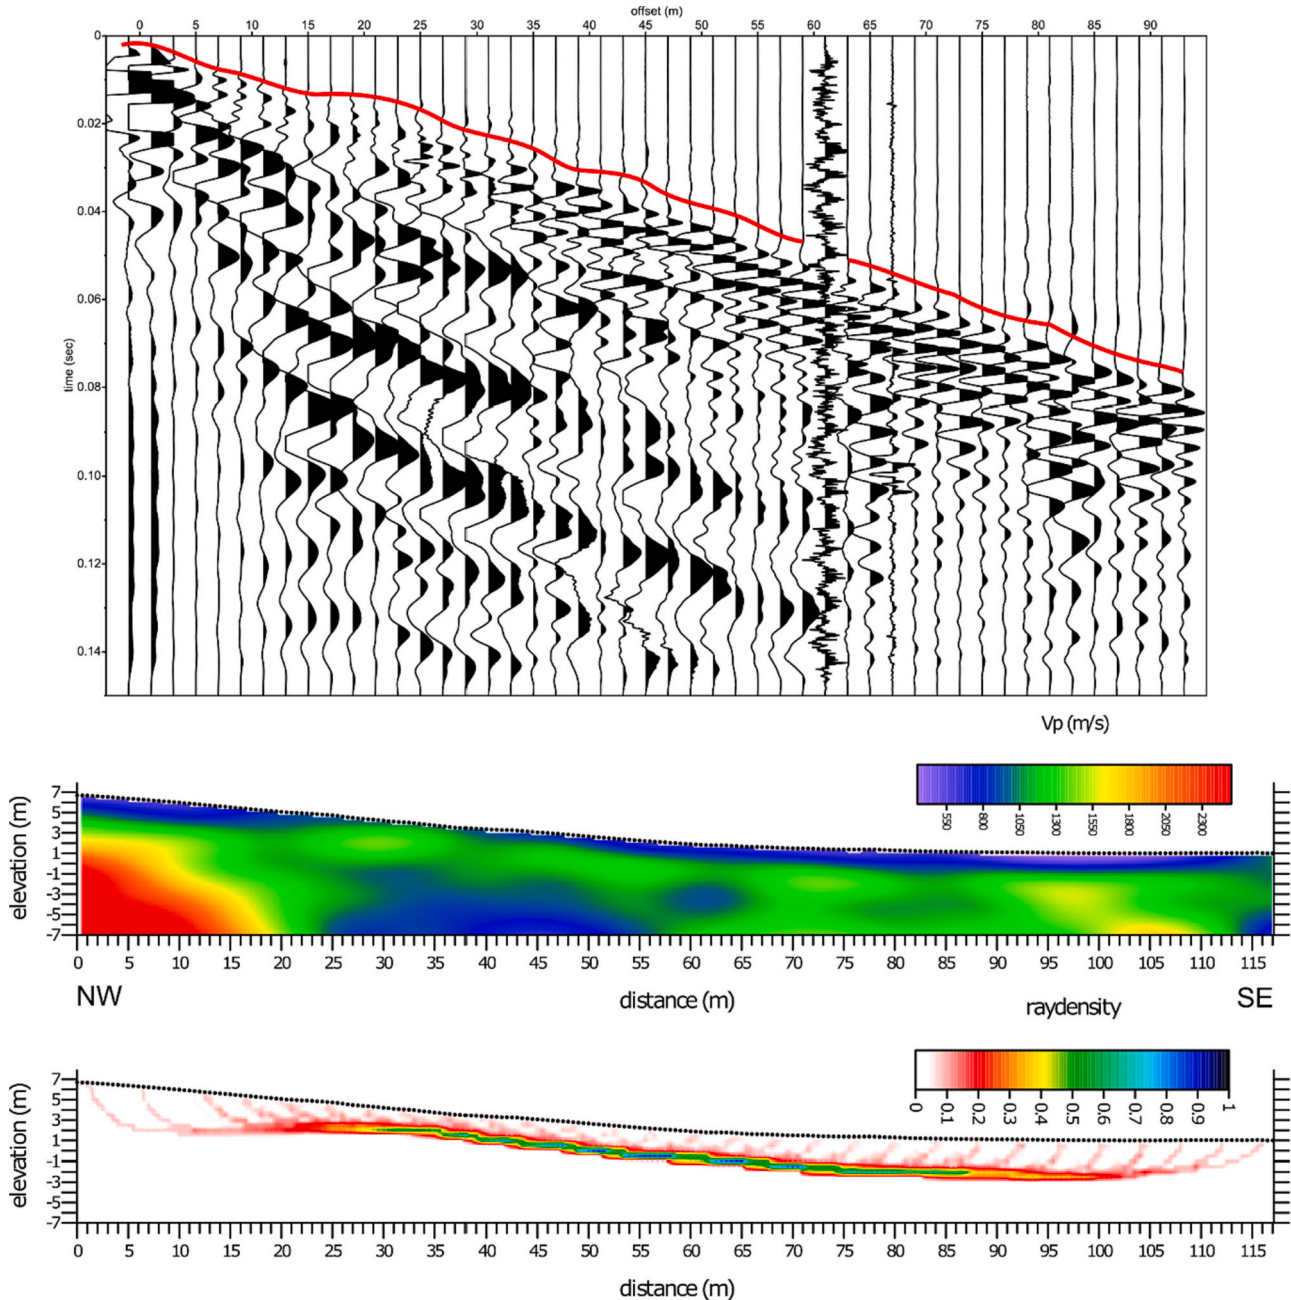 offset (m)
0 5 10 15 20 25 30 35 40 45 50 55 60 65 70 75 80 85 90
0
0.02
0.04
0.06
0.08
0.10
0.12
0.14
time (sec)
Vp (m/s)
550 800 1050 1300 1550 1800 2050 2300
elevation (m)
7
5
3
1
-1
-3
-5
-7
0 5 10 15 20 25 30 35 40 45 50 55 60 65 70 75 80 85 90 95 100 105 110 115
NW distance (m) SE
raydensity
0 0.1 0.2 0.3 0.4 0.5 0.6 0.7 0.8 0.9 1
elevation (m)
7
5
3
1
-1
-3
-5
-7
0 5 10 15 20 25 30 35 40 45 50 55 60 65 70 75 80 85 90 95 100 105 110 115
distance (m)